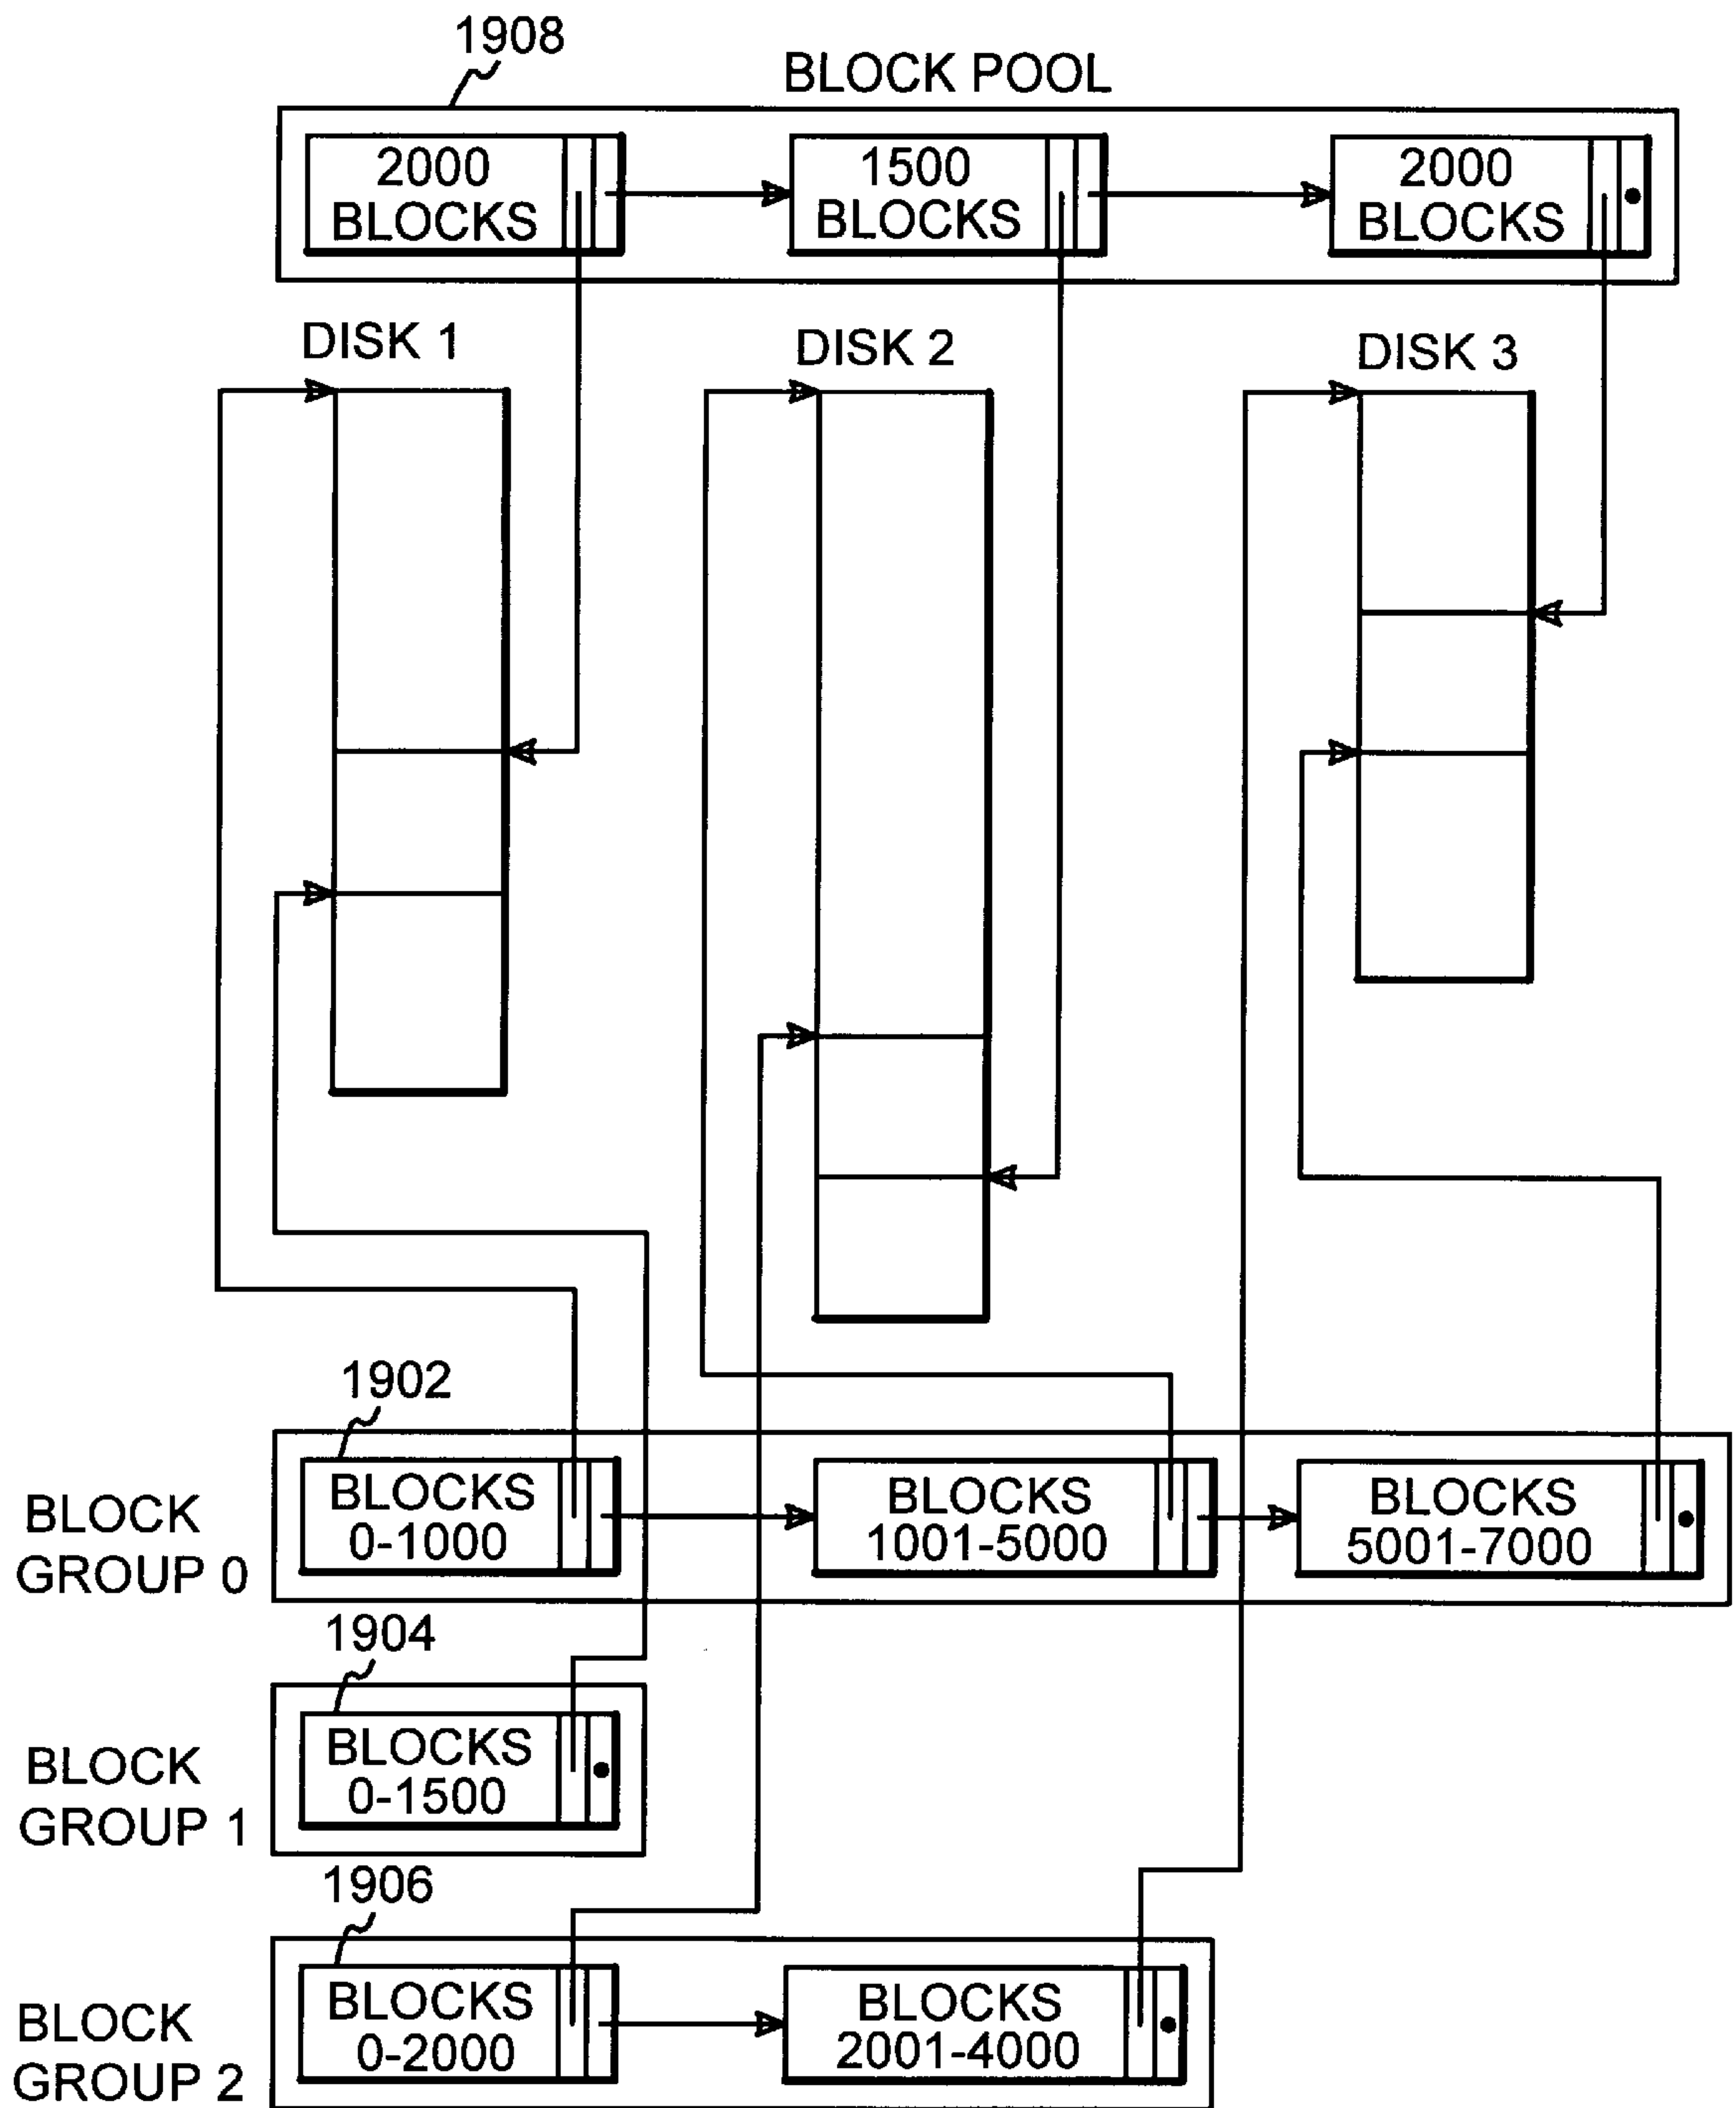 1908
BLOCK POOL
2000
BLOCKS
1500
BLOCKS
2000
BLOCKS
DISK 1
DISK 2
DISK 3
1902
BLOCK
GROUP 0
BLOCKS
0-1000
BLOCKS
1001-5000
BLOCKS
5001-7000
1904
BLOCK
GROUP 1
BLOCKS
0-1500
1906
BLOCK
GROUP 2
BLOCKS
0-2000
BLOCKS
2001-4000